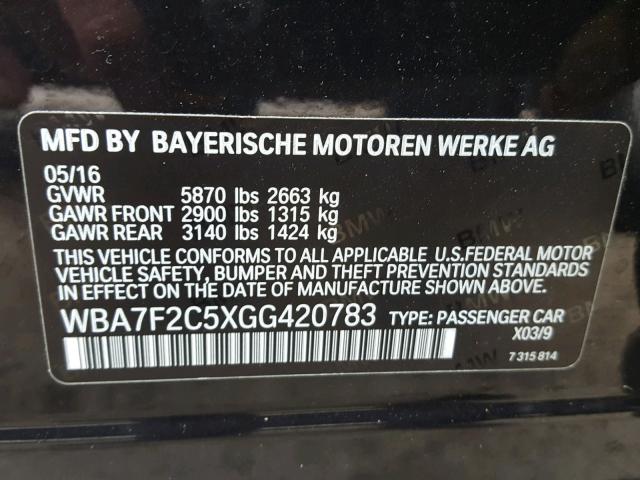 MFD BY BAYERISCHE MOTOREN WERKE AG
05/16
GVWR 5870 lbs 2663 kg
GAWR FRONT 2900 lbs 1315 kg
GAWR REAR 3140 lbs 1424 kg
THIS VEHICLE CONFORMS TO ALL APPLICABLE U.S.FEDERAL MOTOR
VEHICLE SAFETY, BUMPER AND THEFT PREVENTION STANDARDS
IN EFFECT ON THE DATE OF MANUFACTURE SHOWN ABOVE.
WBA7F2C5XGG420783 TYPE: PASSENGER CAR
X03/9
7 315 814
BMW